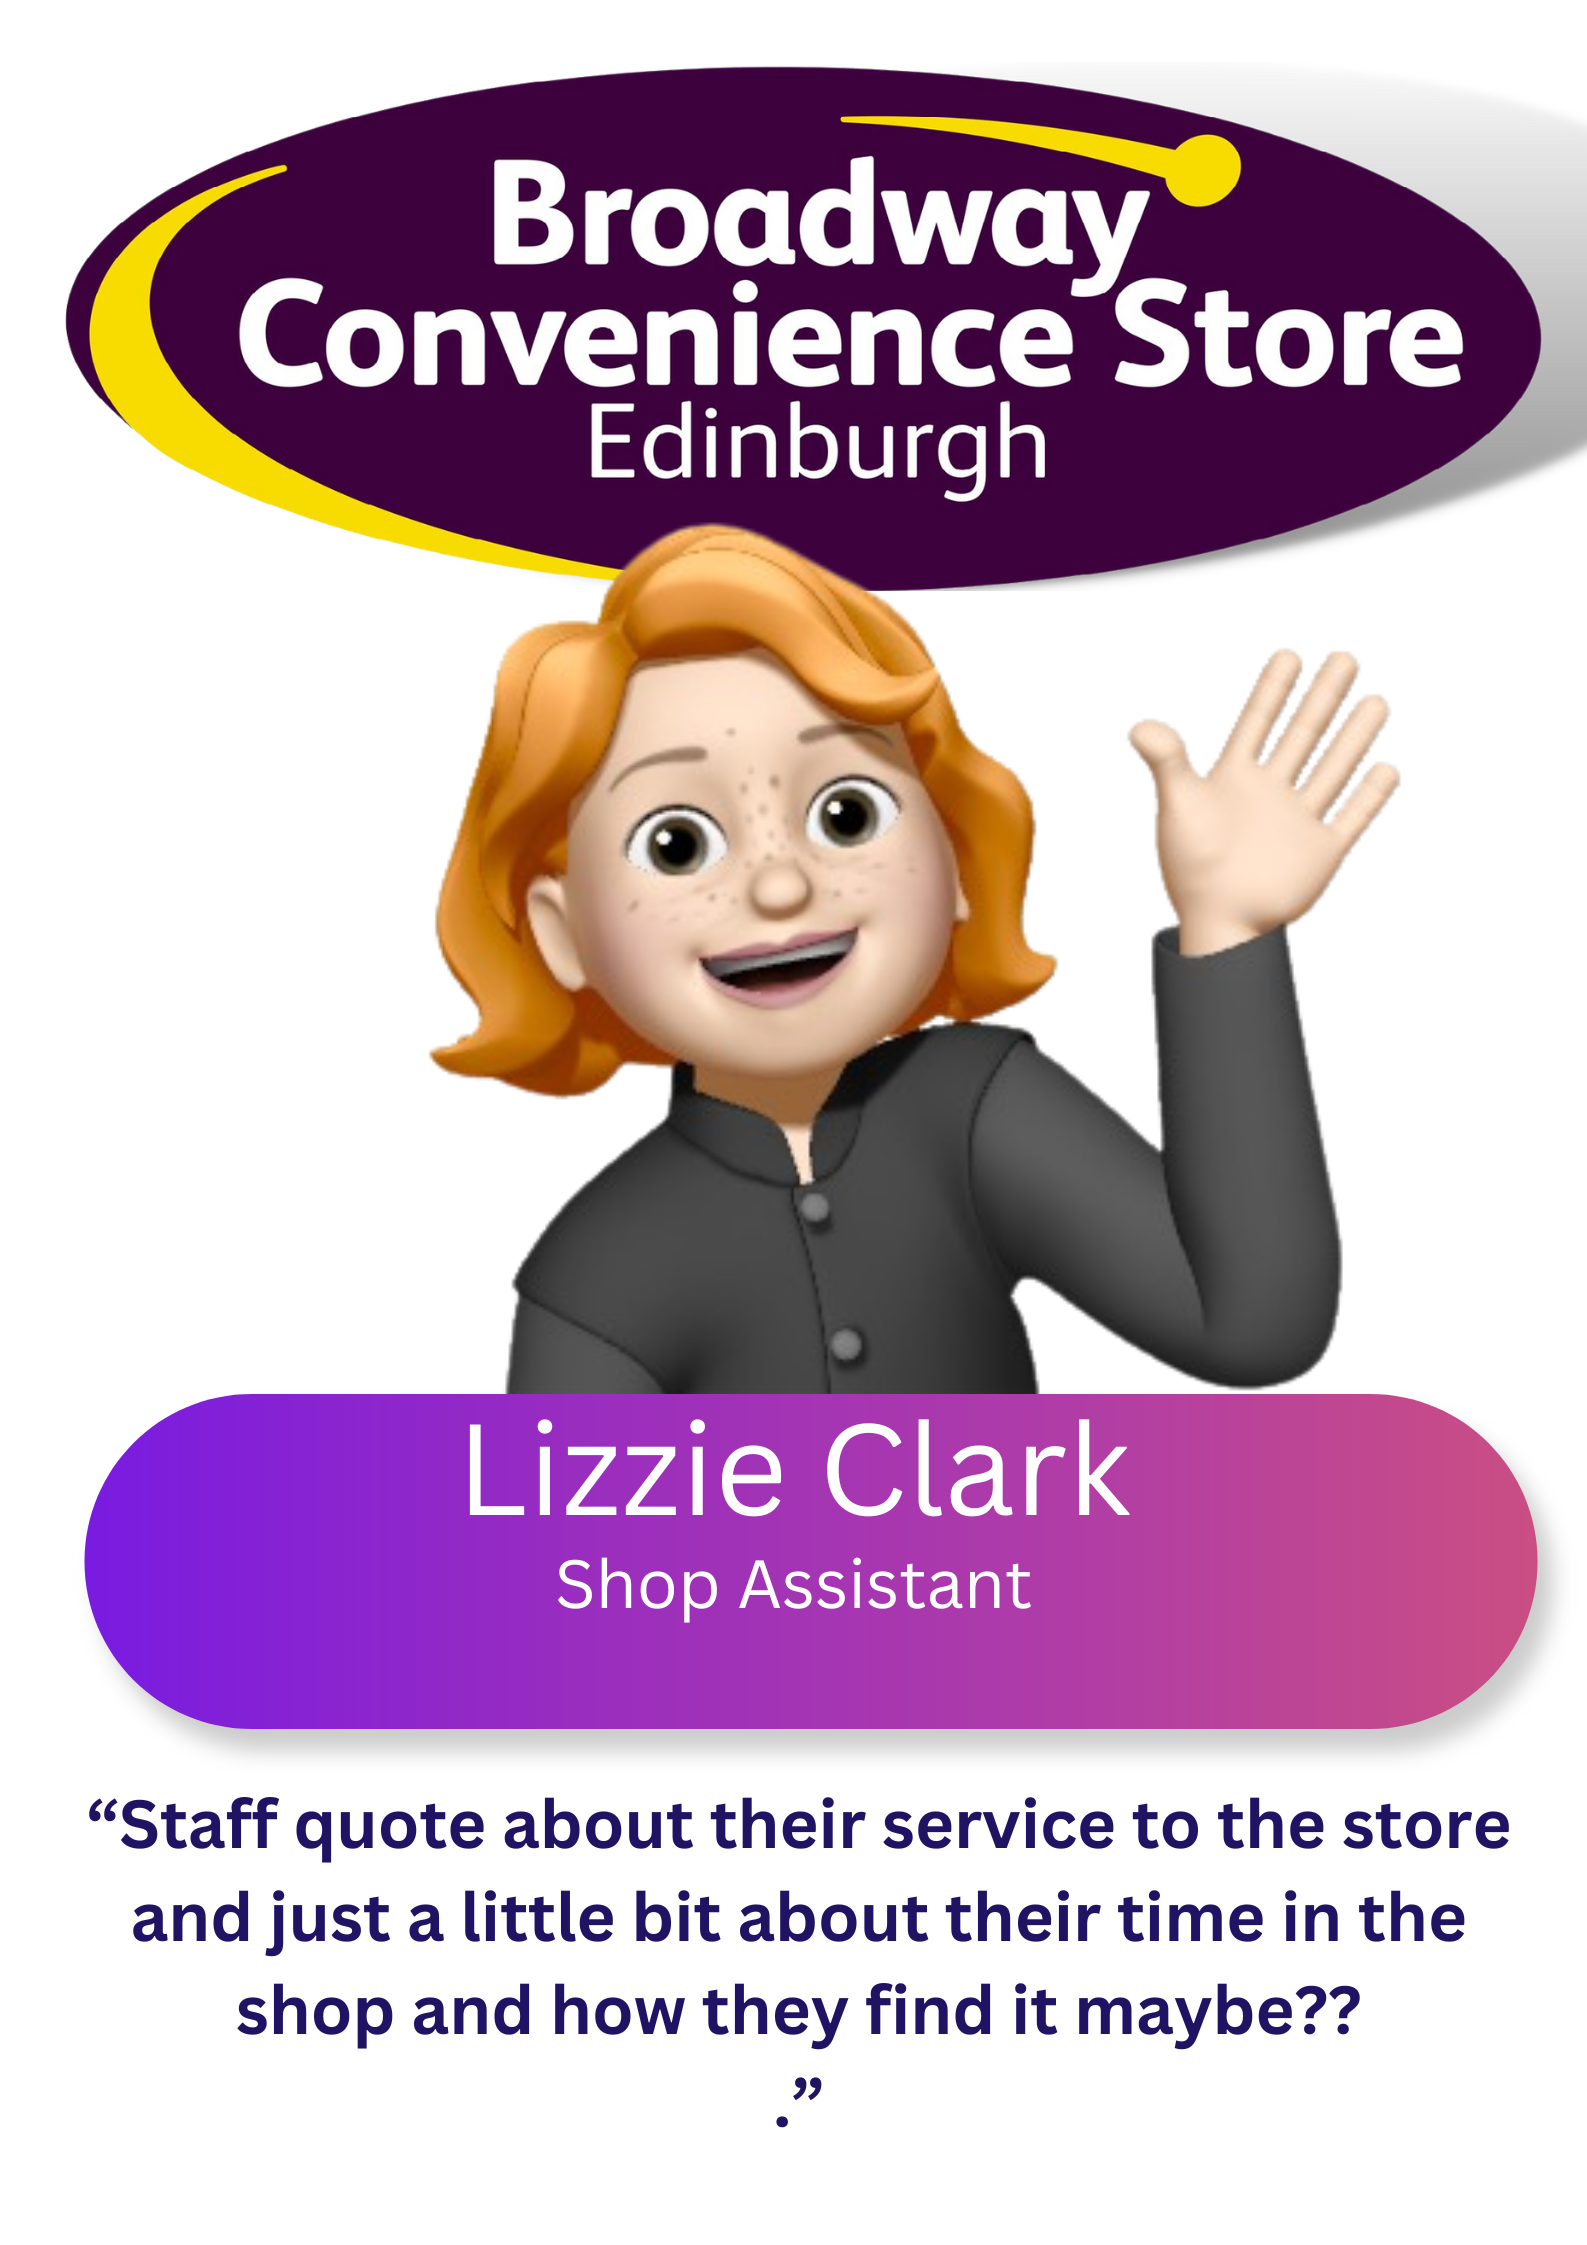 Broadway
Convenience Store
Edinburgh
Lizzie Clark
Shop Assistant
“Staff quote about their service to the store
and just a little bit about their time in the
shop and how they find it maybe??
.”